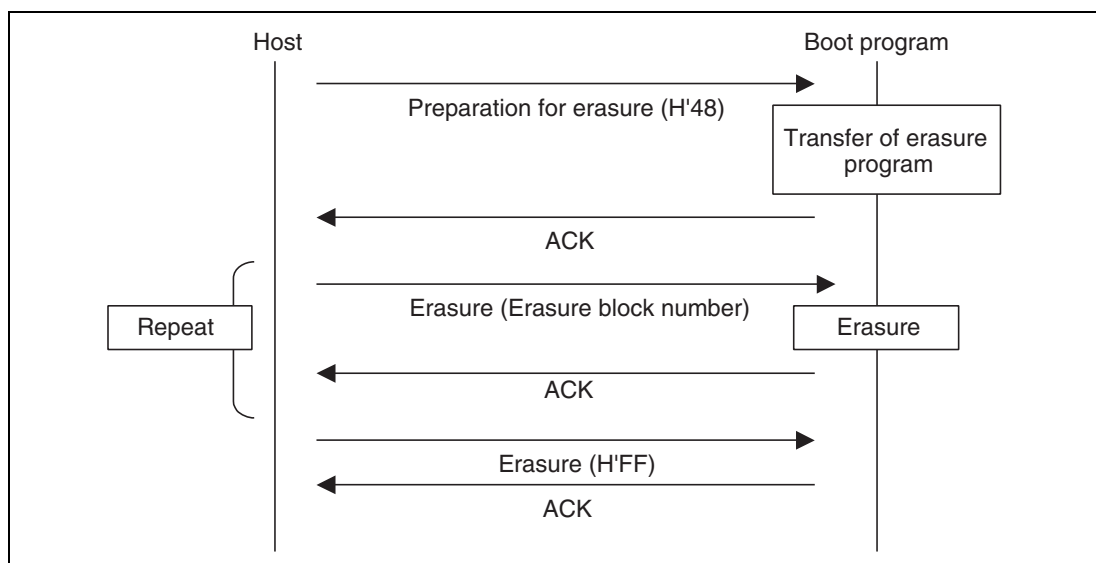 Host
Boot program
Preparation for erasure (H'48)
Transfer of erasure
program
ACK
Erasure (Erasure block number)
Repeat
Erasure
ACK
Erasure (H'FF)
ACK